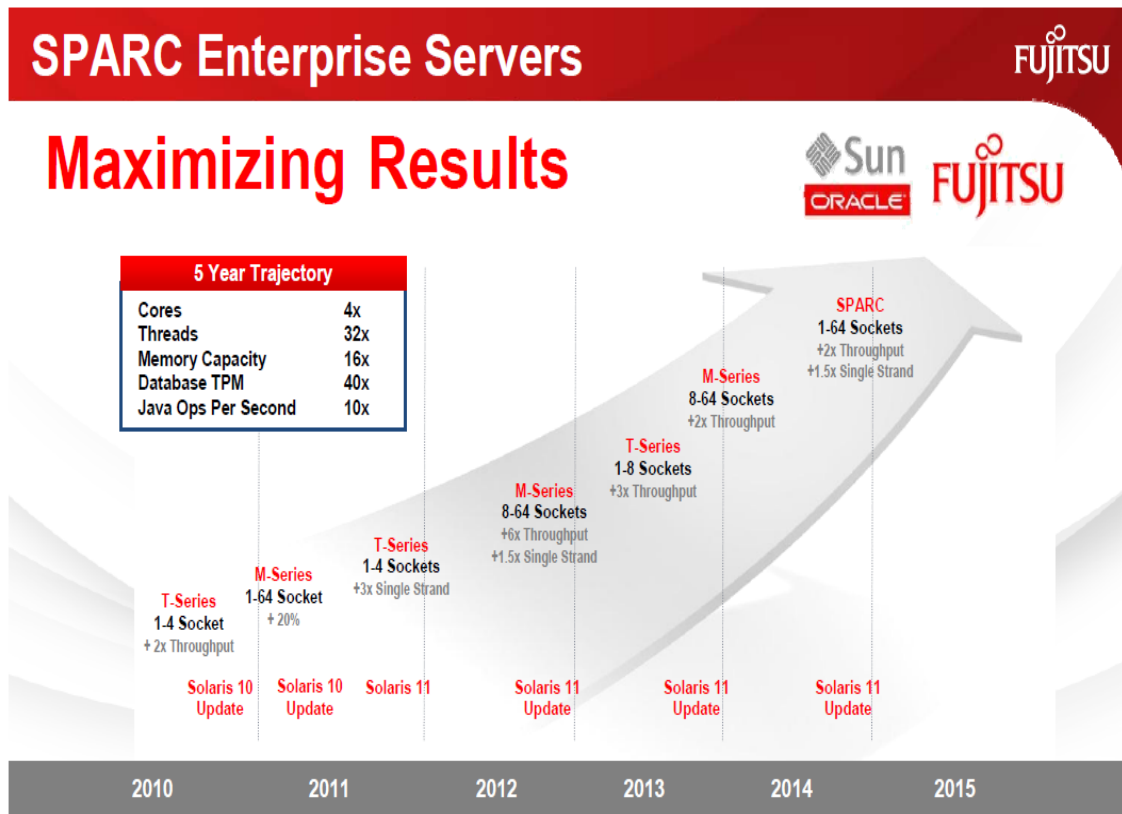 SPARC Enterprise Servers
FUJITSU
Maximizing Results
Sun
ORACLE
FUJITSU
5 Year Trajectory
Cores 4x
Threads 32x
Memory Capacity 16x
Database TPM 40x
Java Ops Per Second 10x
SPARC
1-64 Sockets
+2x Throughput
+1.5x Single Strand
M-Series
8-64 Sockets
+2x Throughput
T-Series
1-8 Sockets
+3x Throughput
M-Series
8-64 Sockets
+6x Throughput
+1.5x Single Strand
T-Series
1-4 Sockets
+3x Single Strand
M-Series
1-64 Socket
+ 20%
T-Series
1-4 Socket
+ 2x Throughput
Solaris 10
Update
Solaris 10
Update
Solaris 11
Solaris 11
Update
Solaris 11
Update
Solaris 11
Update
2010 2011 2012 2013 2014 2015